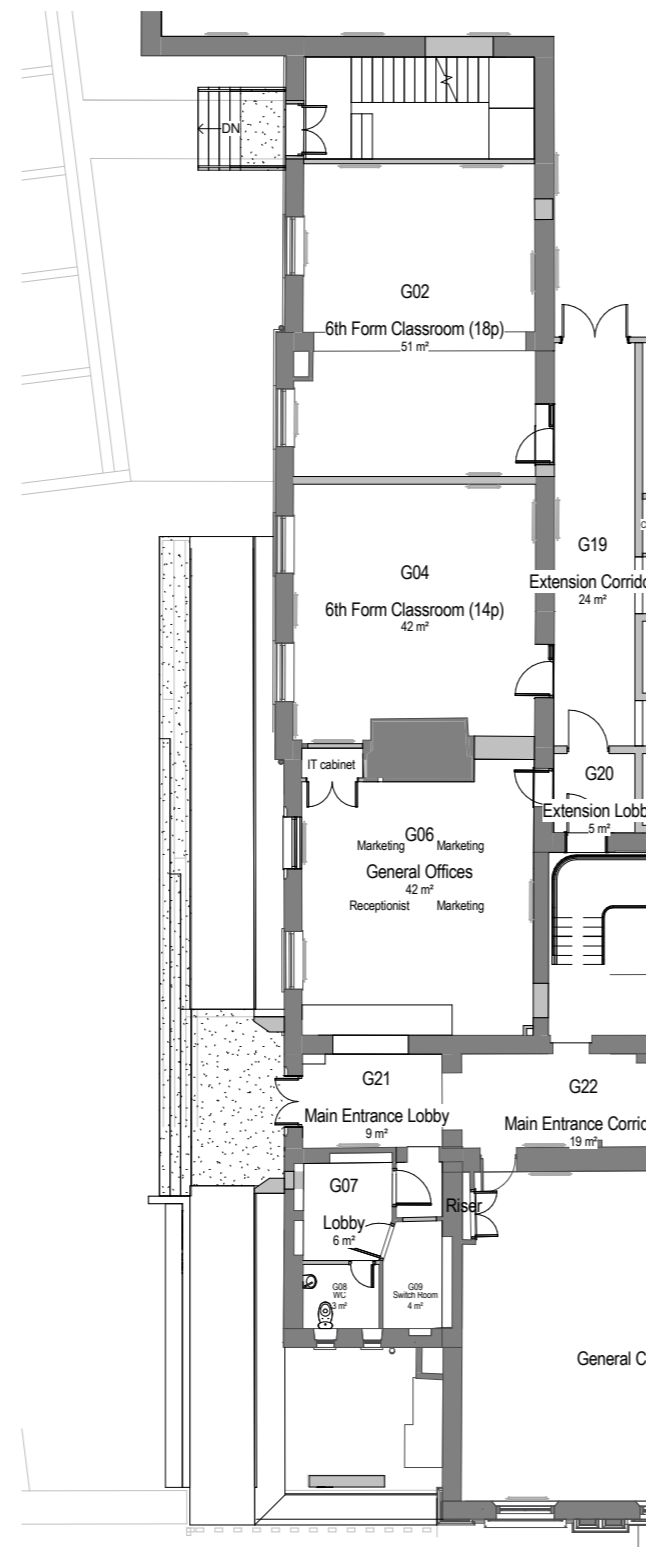 DN
G02
6th Form Classroom (18p)
51 m²
G04
6th Form Classroom (14p)
42 m²
G19
Extension Corrido
24 m²
IT cabinet
G20
Extension Lobb
5 m²
G06
Marketing Marketing
General Offices
42 m²
Receptionist Marketing
G21
Main Entrance Lobby
9 m²
G22
Main Entrance Corrid
19 m²
G07
Lobby
6 m²
Riser
G08
WC
3 m²
G09
Switch Room
4 m²
General C